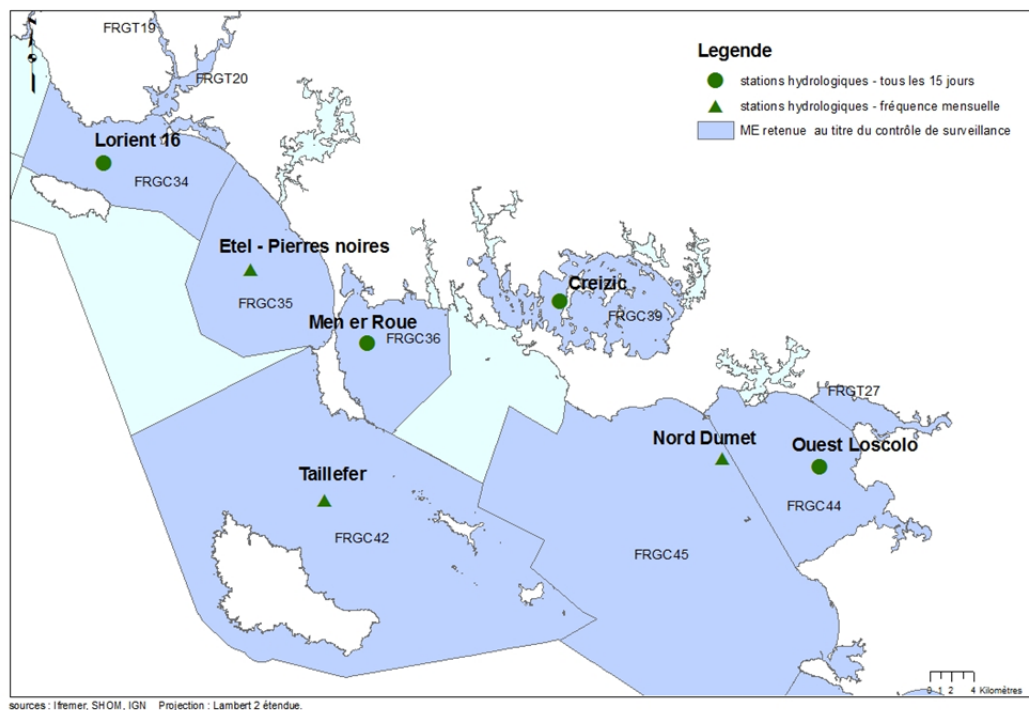 FRGT19
FRGT20
Legende
stations hydrologiques - tous les 15 jours
stations hydrologiques - fréquence mensuelle
ME retenue au titre du contrôle de surveillance
Lorient 16
FRGC34
Etel - Pierres noires
FRGC35
Creizic
FRGC39
Men er Roue
FRGC36
FRGT27
Nord Dumet
Ouest Loscolo
Taillefer
FRGC44
FRGC42
FRGC45
0 1 2 4 Kilomètres
sources : Ifremer, SHOM, IGN Projection : Lambert 2 étendue.